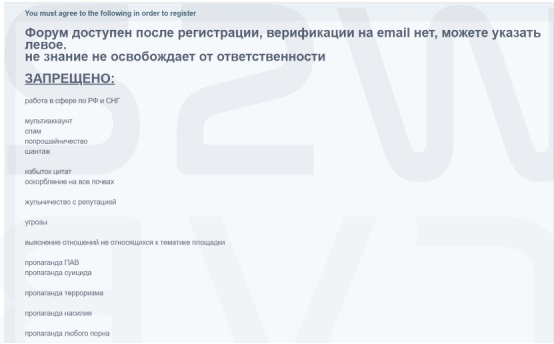 You must agree to the following in order to register
Форум доступен после регистрации, верификации на email нет, можете указать
левое.
не знание не освобождает от ответственности
ЗАПРЕЩЕНО:
работа в сфере по РФ и СНГ
мультиаккаунт
спам
попрошайничество
шантаж
избыток цитат
оскорбление на все почвах
жульничество с репутацией
угрозы
выяснение отношений не относящихся к тематике площадки
пропаганда ПАВ
пропаганда суицида
пропаганда терроризма
пропаганда насилия
пропаганда любого порна